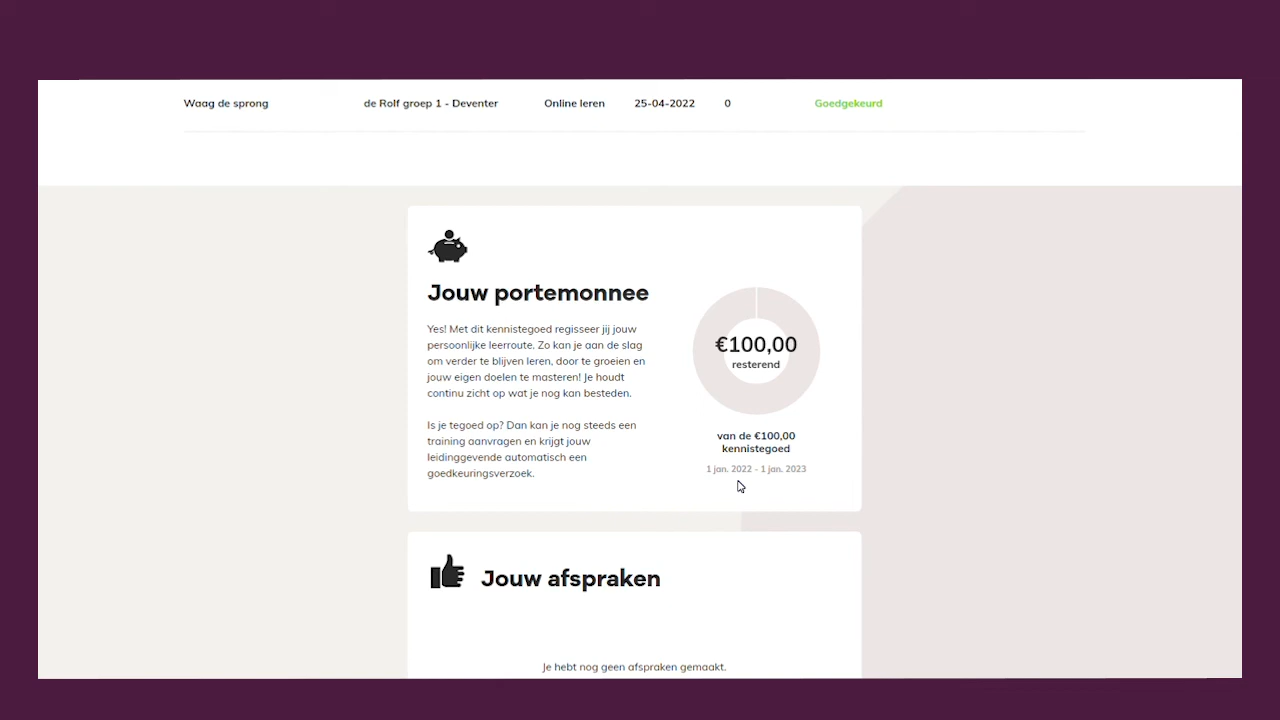 Waag de sprong de Rolf groep 1 - Deventer Online leren 25-04-2022 0 Goedgekeurd
Jouw portemonnee
Yes! Met dit kennistegoed regisseer jij jouw
persoonlijke leerroute. Zo kan je aan de slag
om verder te blijven leren, door te groeien en
jouw eigen doelen te masteren! Je houdt
continu zicht op wat je nog kan besteden.
Is je tegoed op? Dan kan je nog steeds een
training aanvragen en krijgt jouw
leidinggevende automatisch een
goedkeuringsverzoek.
€100,00
resterend
van de €100,00
kennistegoed
1 jan. 2022 - 1 jan. 2023
Jouw afspraken
Je hebt nog geen afspraken gemaakt.